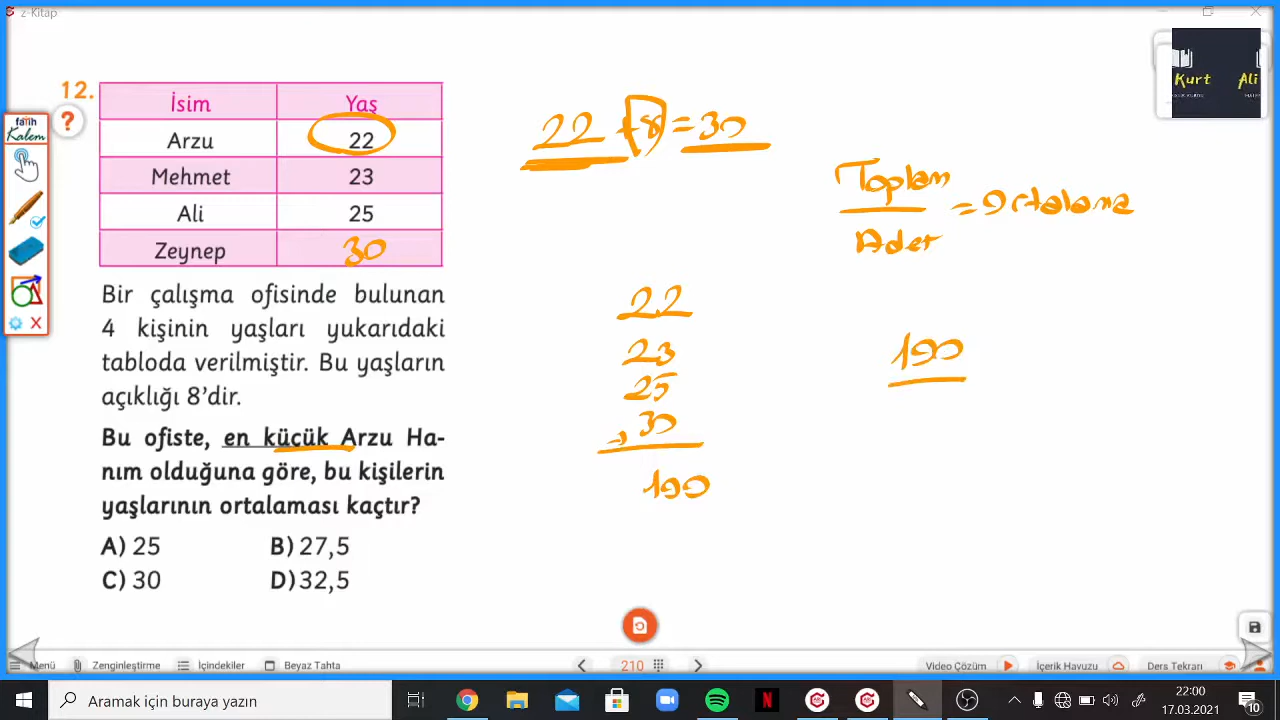 z-Kitap
12.
İsim Yaş
Arzu 22
Mehmet 23
Ali 25
Zeynep 30
Bir çalışma ofisinde bulunan
4 kişinin yaşları yukarıdaki
tabloda verilmiştir. Bu yaşların
açıklığı 8'dir.
Bu ofiste, en küçük Arzu Ha-
nım olduğuna göre, bu kişilerin
yaşlarının ortalaması kaçtır?
A) 25 B) 27,5
C) 30 D) 32,5
fatih
Kalem
?
22 + 8 = 30
Toplam
Adet
= Ortalama
22
23
25
+ 30
100
100
Kurt Ali
Menü Zenginleştirme İçindekiler Beyaz Tahta 210 Video Çözüm İçerik Havuzu Ders Tekrarı
Aramak için buraya yazın
22:00
17.03.2021
10